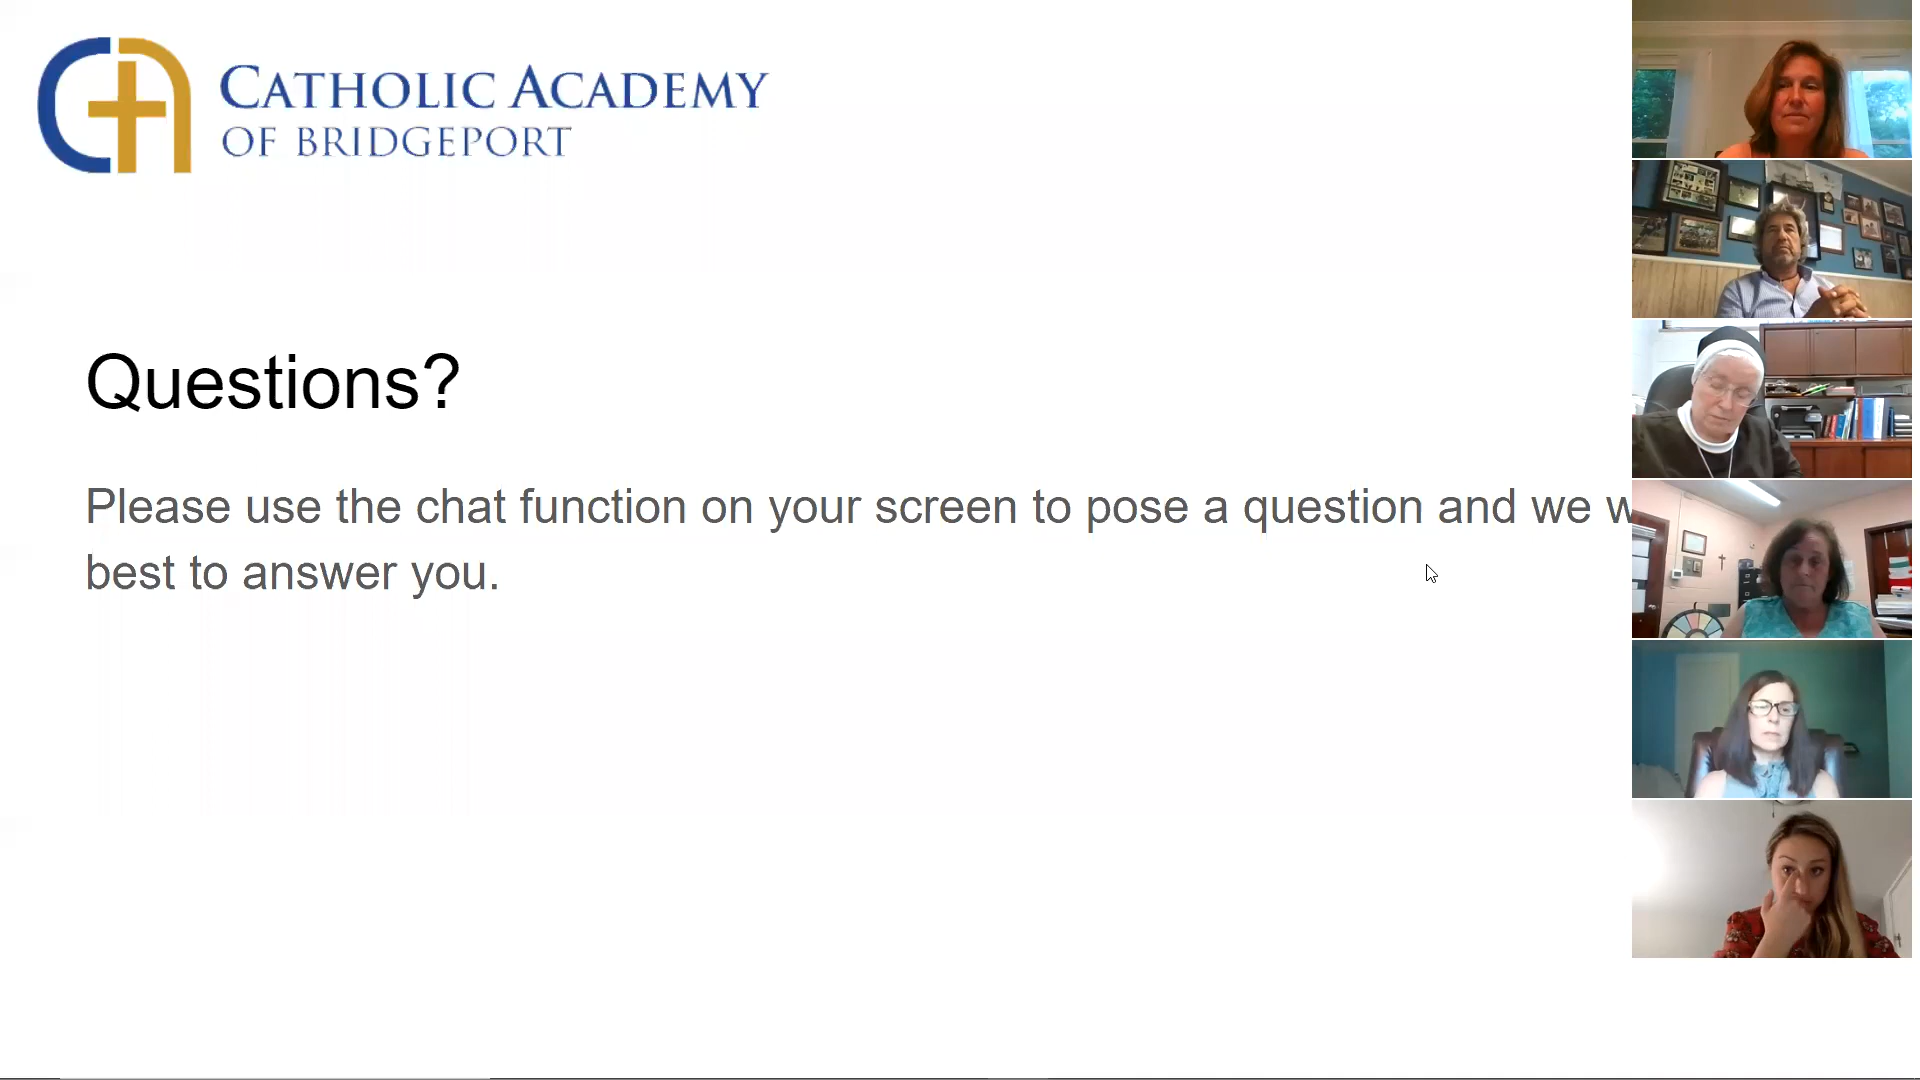 CATHOLIC ACADEMY
OF BRIDGEPORT
Questions?
Please use the chat function on your screen to pose a question and we
best to answer you.